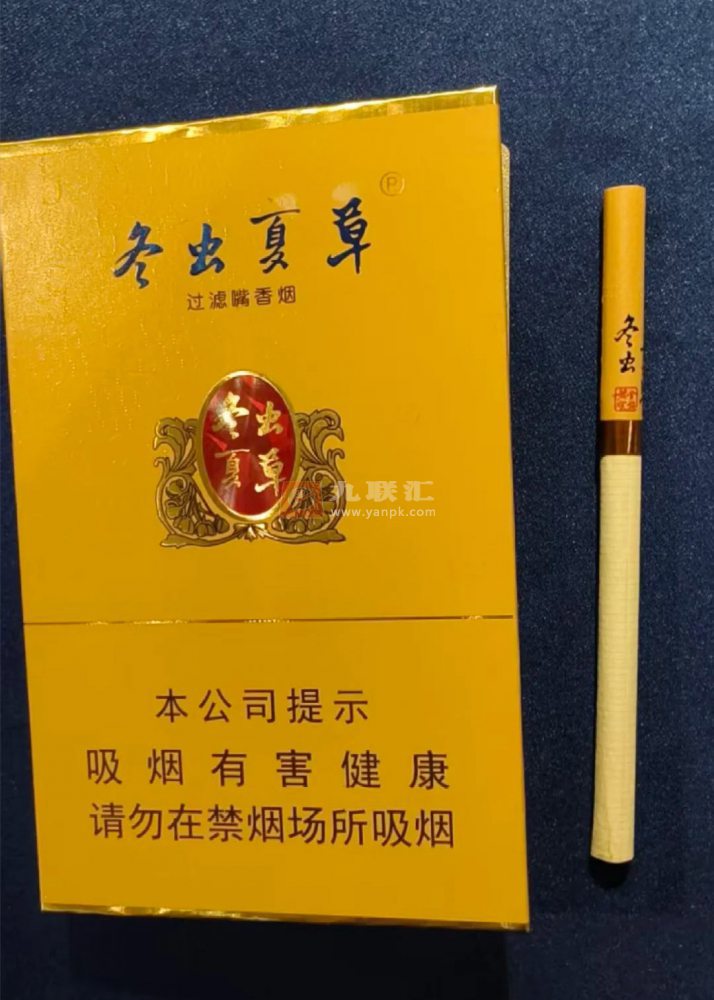 冬虫夏草®
过滤嘴香烟
冬虫
夏草
九联汇
www.yanpk.com
本公司提示
吸烟有害健康
请勿在禁烟场所吸烟
冬
虫